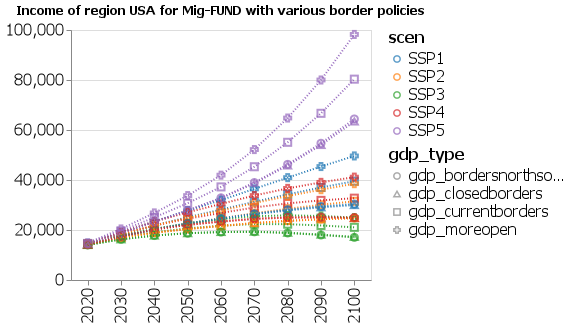 Income of region USA for Mig-FUND with various border policies
100,000
80,000
60,000
40,000
20,000
0
2020
2030
2040
2050
2060
2070
2080
2090
2100
scen
SSP1
SSP2
SSP3
SSP4
SSP5
gdp_type
gdp_bordersnorthso...
gdp_closedborders
gdp_currentborders
gdp_moreopen